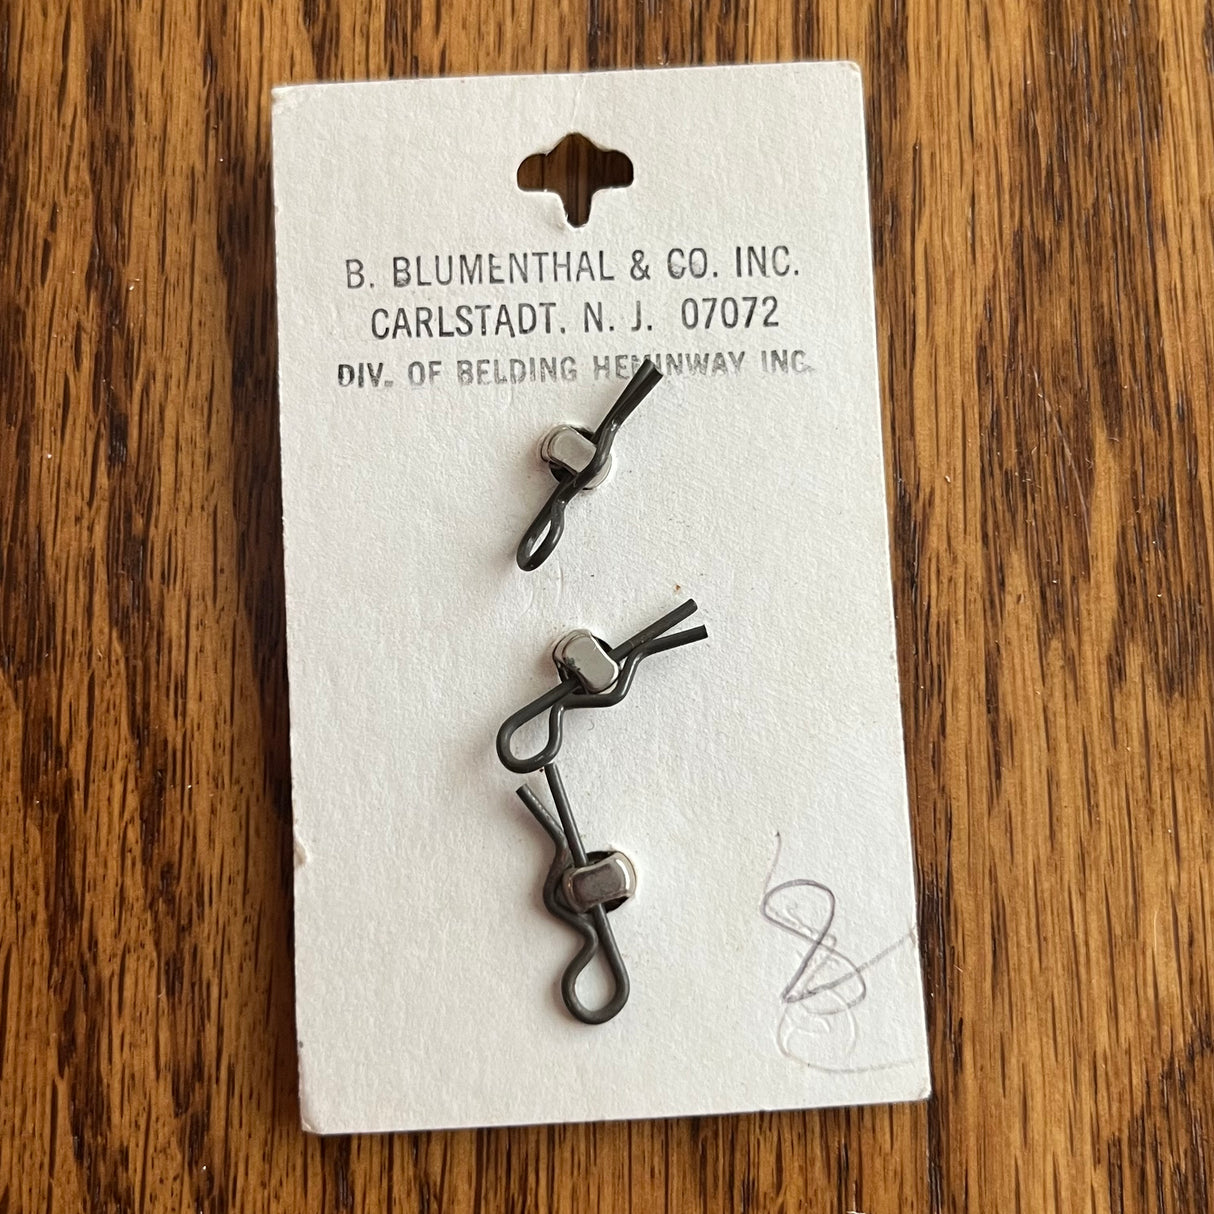 B. BLUMENTHAL & CO. INC.
CARLSTADT. N. J. 07072
DIV. OF BELDING HEMINWAY INC.